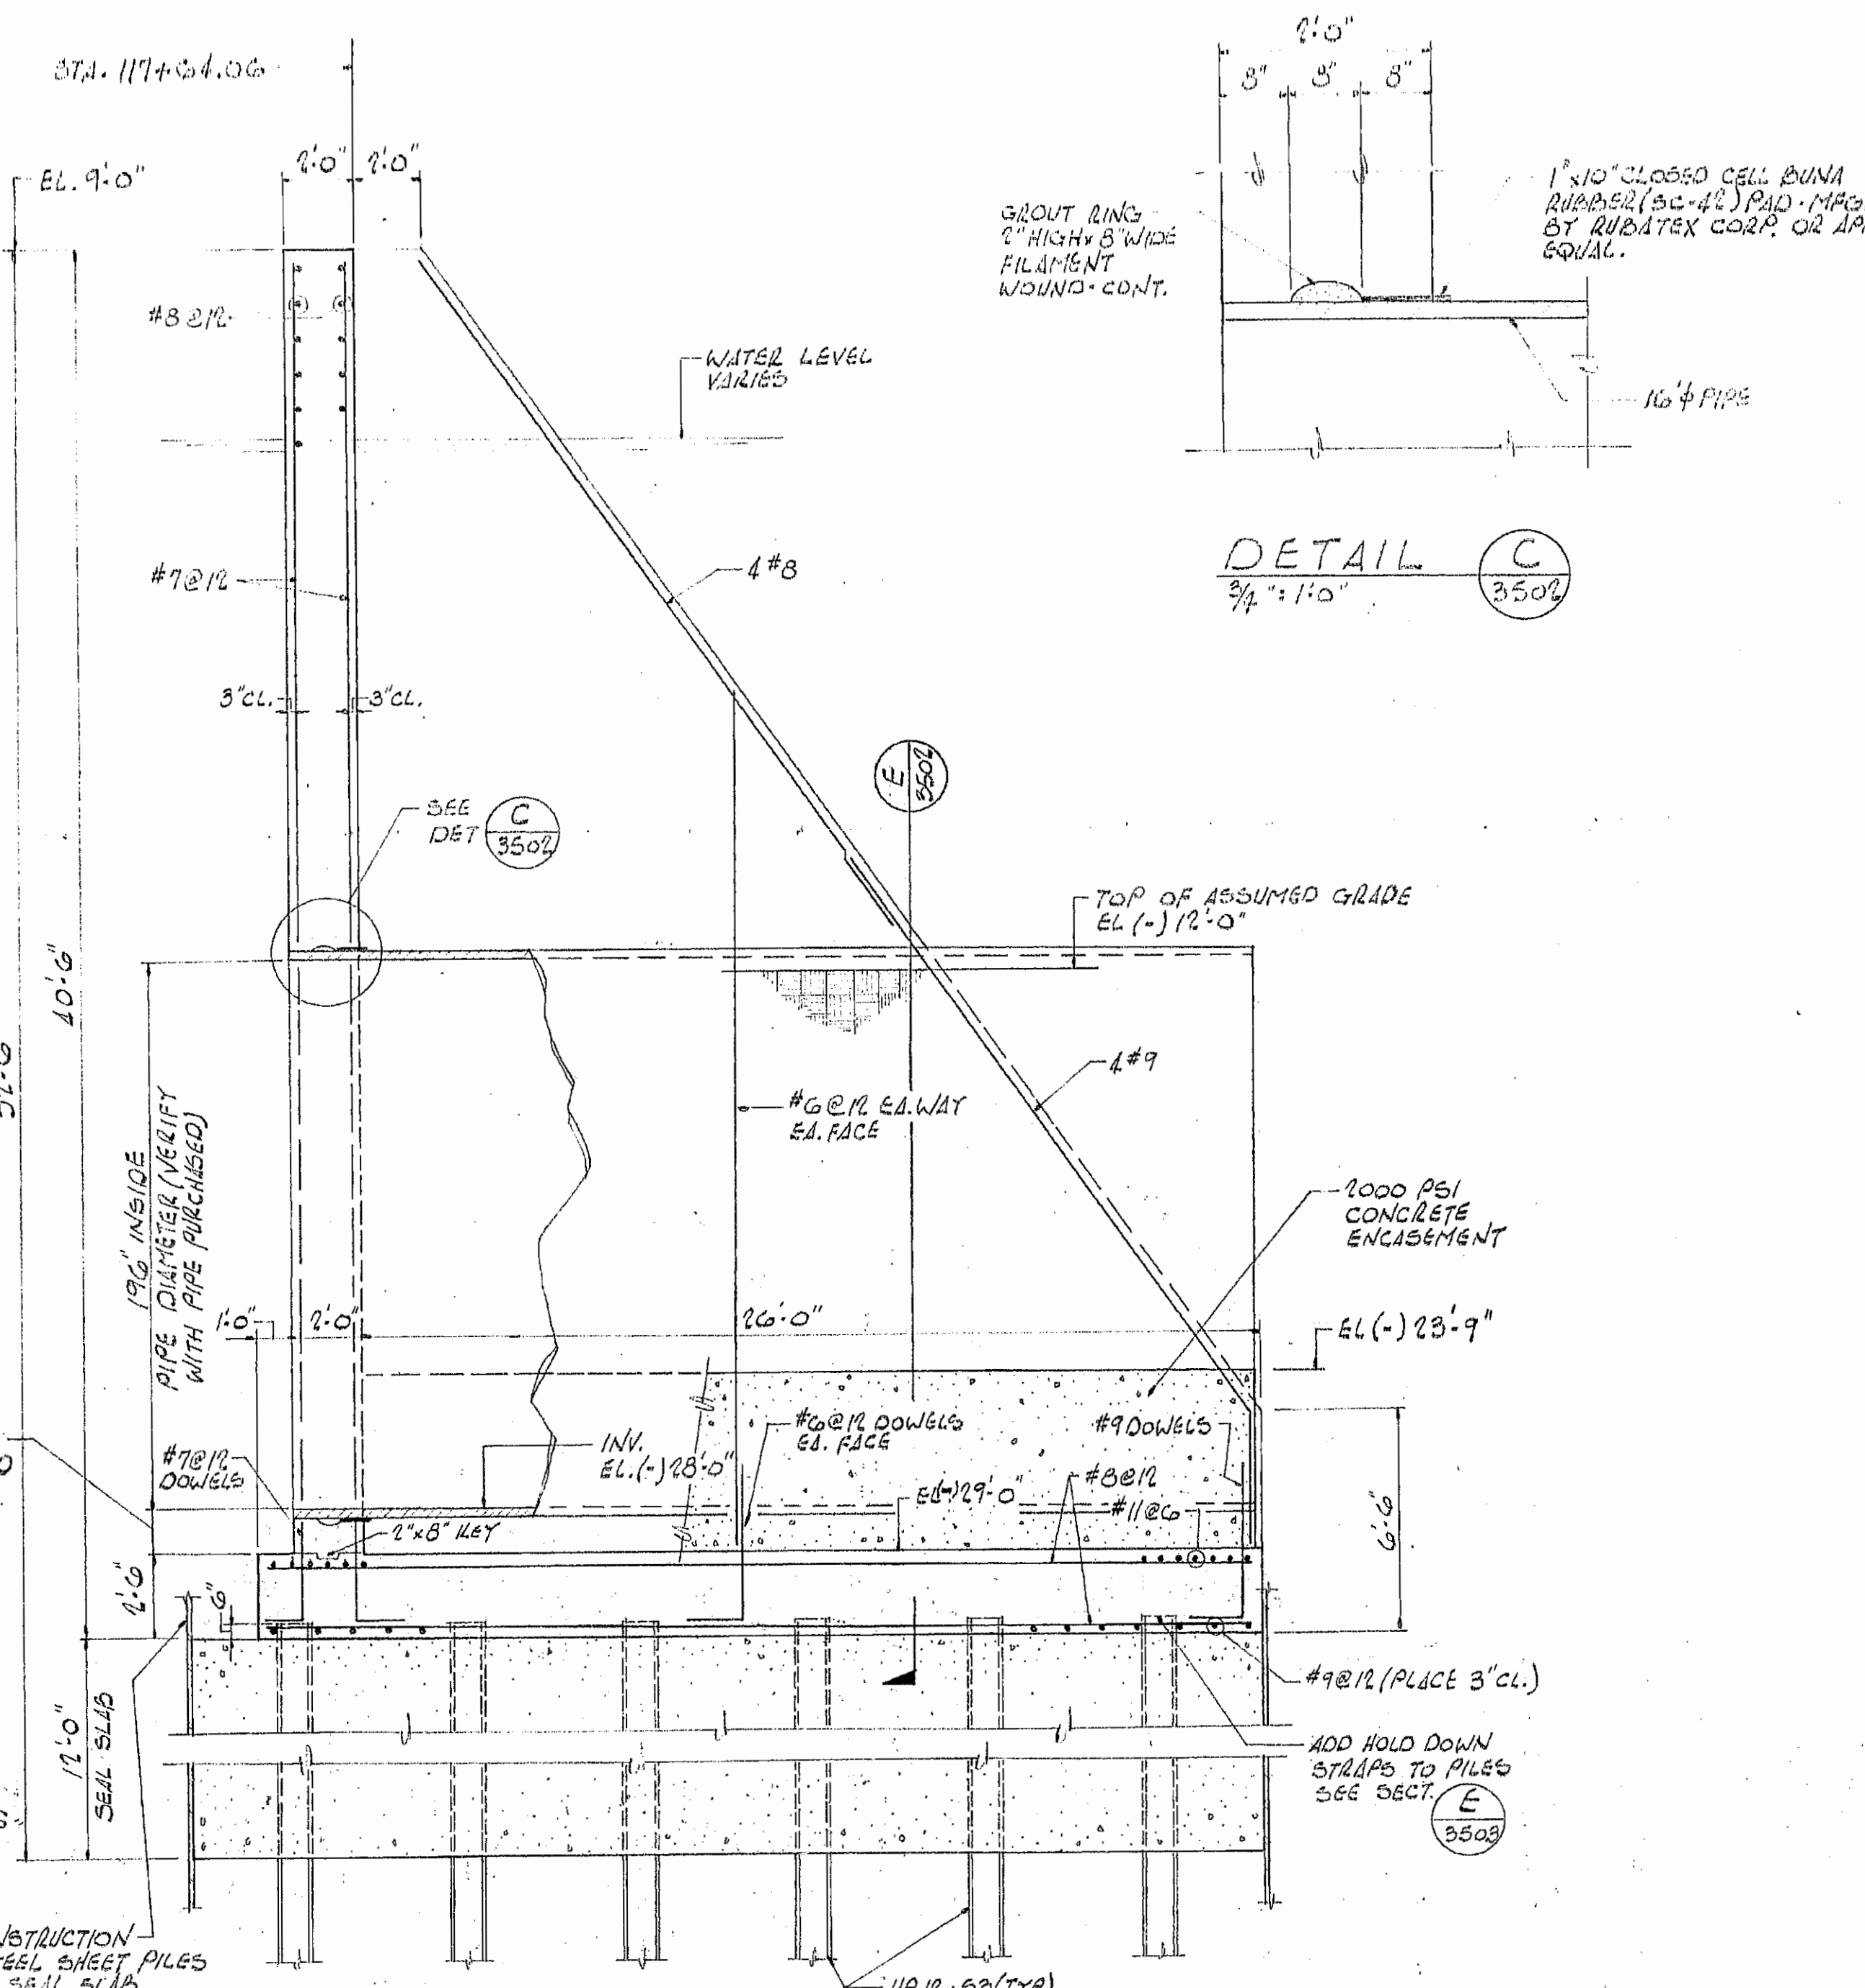 STA. 117+61.06
EL. 9'-0"
2'-0" 2'-0"
#8@12
WATER LEVEL
VARIES
#7@12
4 #8
3"CL. 3"CL.
SEE
DET C
3502
E
3502
TOP OF ASSUMED GRADE
EL (-) 12'-0"
40'-6"
52'-6"
4 #9
#6@12 EA. WAY
EA. FACE
196" INSIDE
PIPE DIAMETER (VERIFY
WITH PIPE PURCHASED)
2000 PSI
CONCRETE
ENCASEMENT
1'-0" 2'-0" 26'-0"
EL (-) 23'-9"
#7@12
DOWELS
INV.
EL. (-) 28'-0"
#6@12 DOWELS
EA. FACE
#9 DOWELS
EL (-) 29'-0"
#8@12
#11@6
2"x8" KEY
6'-6"
2'-6"
6"
12'-0"
SEAL SLAB
#9@12 (PLACE 3"CL.)
ADD HOLD DOWN
STRAPS TO PILES
SEE SECT. E
3503
STEEL SHEET PILES
SEAL SLAB
(TYP.)
2'-0"
8" 8" 8"
GROUT RING
2" HIGH x 8" WIDE
FILAMENT
WOUND-CONT.
1"x10" CLOSED CELL BUNA
RUBBER (SC-42) PAD-MFG.
BY RUBATEX CORP. OR
EQUAL.
16'φ PIPE
DETAIL C
3502
3/4" = 1'-0"